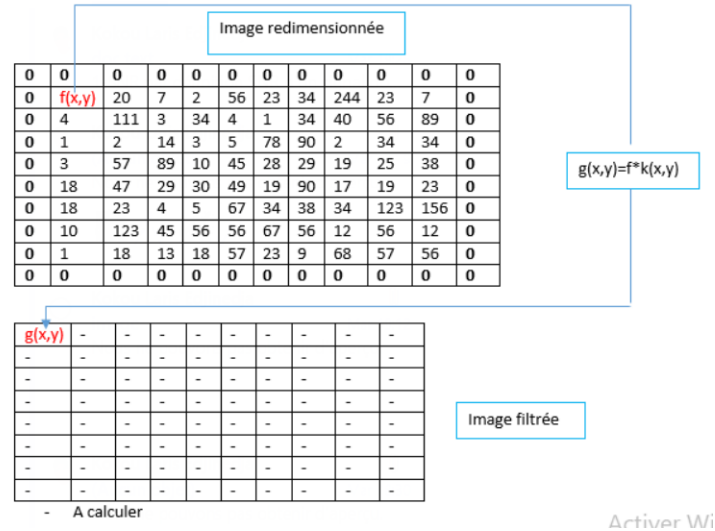 Image redimensionnée
0 0 0 0 0 0 0 0 0 0 0 0
0 f(x,y) 20 7 2 56 23 34 244 23 7 0
0 4 111 3 34 4 1 34 40 56 89 0
0 1 2 14 3 5 78 90 2 34 34 0
0 3 57 89 10 45 28 29 19 25 38 0
0 18 47 29 30 49 19 90 17 19 23 0
0 18 23 4 5 67 34 38 34 123 156 0
0 10 123 45 56 56 67 56 12 56 12 0
0 1 18 13 18 57 23 9 68 57 56 0
0 0 0 0 0 0 0 0 0 0 0 0
g(x,y)=f*k(x,y)
g(x,y) - - - - - - - - -
- - - - - - - - - -
- - - - - - - - - -
- - - - - - - - - -
- - - - - - - - - -
- - - - - - - - - -
- - - - - - - - - -
- - - - - - - - - -
Image filtrée
- A calculer